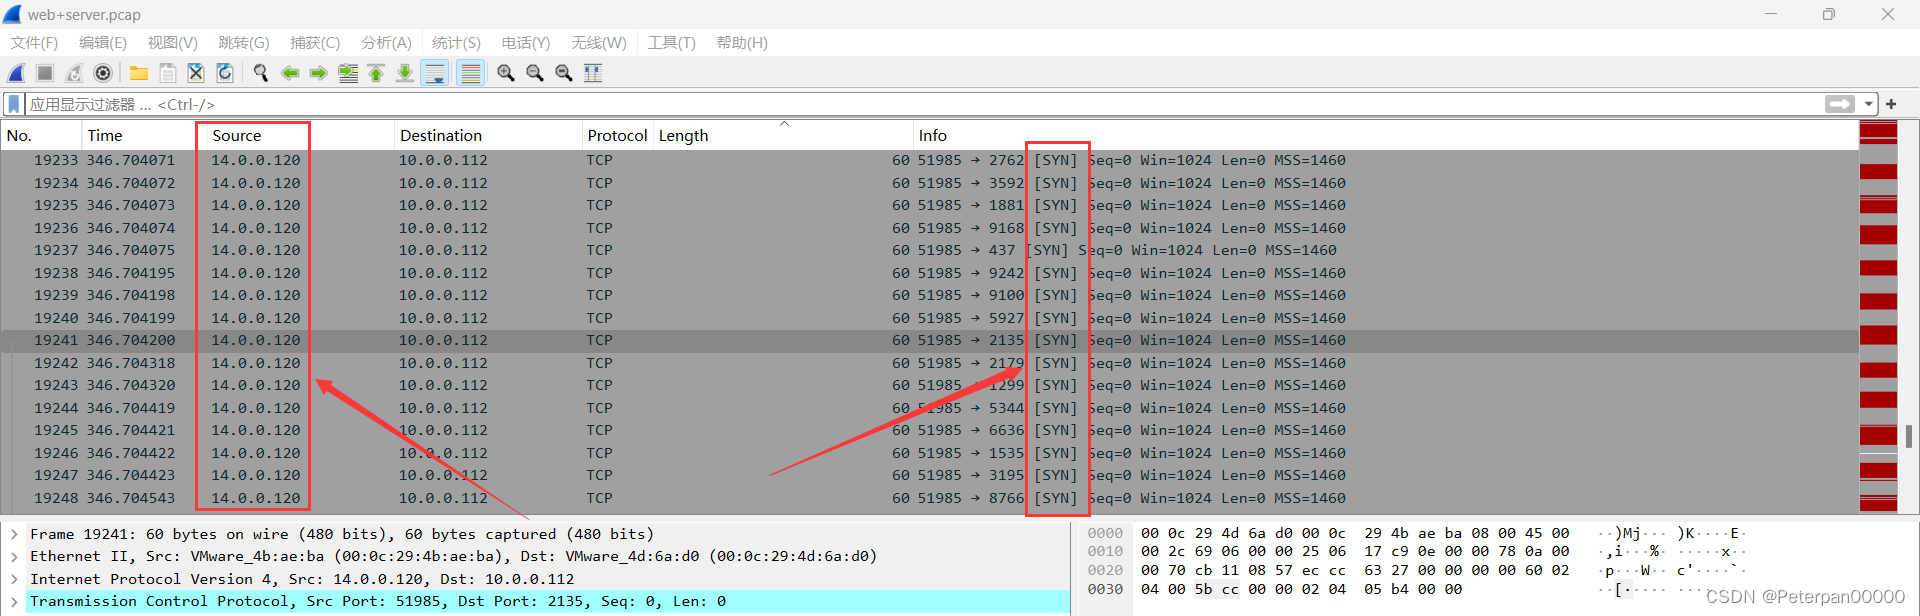 web+server.pcap
文件(F) 编辑(E) 视图(V) 跳转(G) 捕获(C) 分析(A) 统计(S) 电话(Y) 无线(W) 工具(T) 帮助(H)
应用显示过滤器 … <Ctrl-/>
No. Time Source Destination Protocol Length Info
19233 346.704071 14.0.0.120 10.0.0.112 TCP 60 51985 → 2762 [SYN] Seq=0 Win=1024 Len=0 MSS=1460
19234 346.704072 14.0.0.120 10.0.0.112 TCP 60 51985 → 3592 [SYN] Seq=0 Win=1024 Len=0 MSS=1460
19235 346.704073 14.0.0.120 10.0.0.112 TCP 60 51985 → 1881 [SYN] Seq=0 Win=1024 Len=0 MSS=1460
19236 346.704074 14.0.0.120 10.0.0.112 TCP 60 51985 → 9168 [SYN] Seq=0 Win=1024 Len=0 MSS=1460
19237 346.704075 14.0.0.120 10.0.0.112 TCP 60 51985 → 437 [SYN] Seq=0 Win=1024 Len=0 MSS=1460
19238 346.704195 14.0.0.120 10.0.0.112 TCP 60 51985 → 9242 [SYN] Seq=0 Win=1024 Len=0 MSS=1460
19239 346.704198 14.0.0.120 10.0.0.112 TCP 60 51985 → 9100 [SYN] Seq=0 Win=1024 Len=0 MSS=1460
19240 346.704199 14.0.0.120 10.0.0.112 TCP 60 51985 → 5927 [SYN] Seq=0 Win=1024 Len=0 MSS=1460
19241 346.704200 14.0.0.120 10.0.0.112 TCP 60 51985 → 2135 [SYN] Seq=0 Win=1024 Len=0 MSS=1460
19242 346.704318 14.0.0.120 10.0.0.112 TCP 60 51985 → 2179 [SYN] Seq=0 Win=1024 Len=0 MSS=1460
19243 346.704320 14.0.0.120 10.0.0.112 TCP 60 51985 → 1299 [SYN] Seq=0 Win=1024 Len=0 MSS=1460
19244 346.704419 14.0.0.120 10.0.0.112 TCP 60 51985 → 5344 [SYN] Seq=0 Win=1024 Len=0 MSS=1460
19245 346.704421 14.0.0.120 10.0.0.112 TCP 60 51985 → 6636 [SYN] Seq=0 Win=1024 Len=0 MSS=1460
19246 346.704422 14.0.0.120 10.0.0.112 TCP 60 51985 → 1535 [SYN] Seq=0 Win=1024 Len=0 MSS=1460
19247 346.704423 14.0.0.120 10.0.0.112 TCP 60 51985 → 3195 [SYN] Seq=0 Win=1024 Len=0 MSS=1460
19248 346.704543 14.0.0.120 10.0.0.112 TCP 60 51985 → 8766 [SYN] Seq=0 Win=1024 Len=0 MSS=1460
Frame 19241: 60 bytes on wire (480 bits), 60 bytes captured (480 bits)
Ethernet II, Src: VMware_4b:ae:ba (00:0c:29:4b:ae:ba), Dst: VMware_4d:6a:d0 (00:0c:29:4d:6a:d0)
Internet Protocol Version 4, Src: 14.0.0.120, Dst: 10.0.0.112
Transmission Control Protocol, Src Port: 51985, Dst Port: 2135, Seq: 0, Len: 0
0000 00 0c 29 4d 6a d0 00 0c 29 4b ae ba 08 00 45 00 ··)Mj··· )K····E·
0010 00 2c 69 06 00 00 25 06 17 c9 0e 00 00 78 0a 00 ·,i···%· ·····x··
0020 00 70 cb 11 08 57 ec cc 63 27 00 00 00 00 60 02 ·p···W·· c'····`·
0030 04 00 5b cc 00 00 02 04 05 b4 00 00 ··[····· ····
CSDN @Peterpan00000